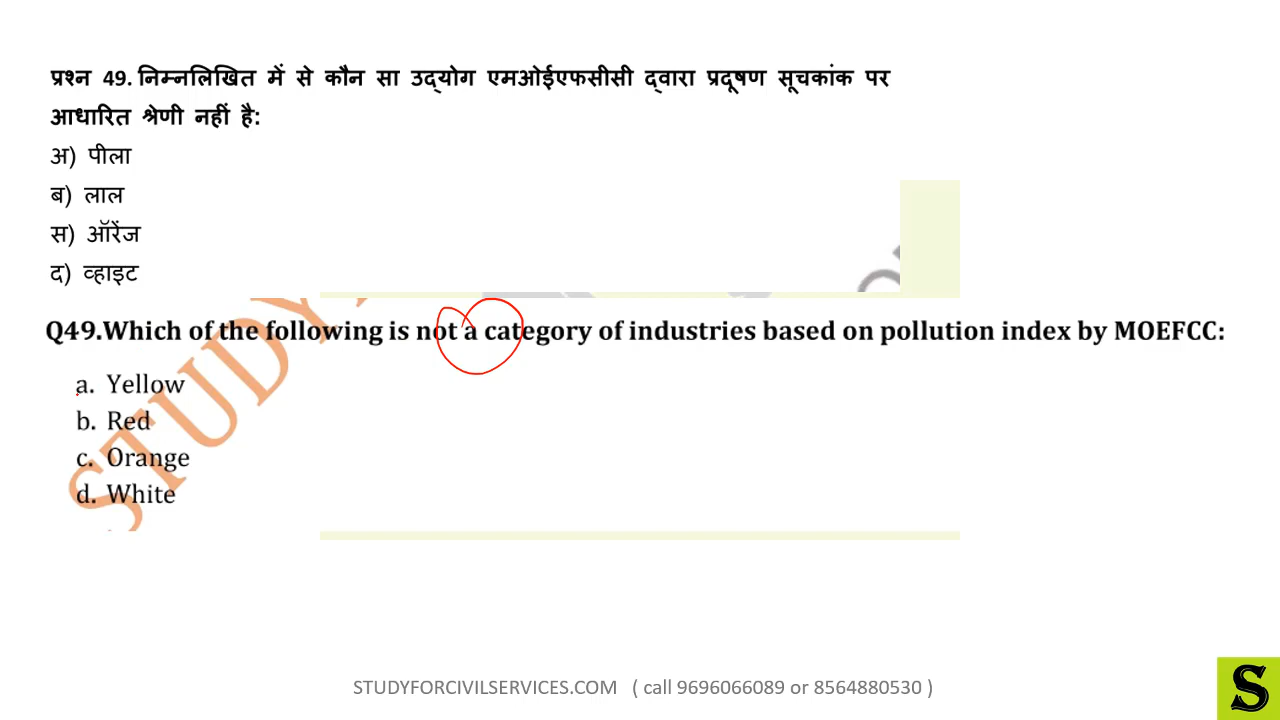 प्रश्न 49. निम्नलिखित में से कौन सा उद्योग एमओईएफसीसी द्वारा प्रदूषण सूचकांक पर
आधारित श्रेणी नहीं है:
अ) पीला
ब) लाल
स) ऑरेंज
द) व्हाइट
Q49.Which of the following is not a category of industries based on pollution index by MOEFCC:
a. Yellow
b. Red
c. Orange
d. White
STUDY
STUDYFORCIVILSERVICES.COM ( call 9696066089 or 8564880530 )
S